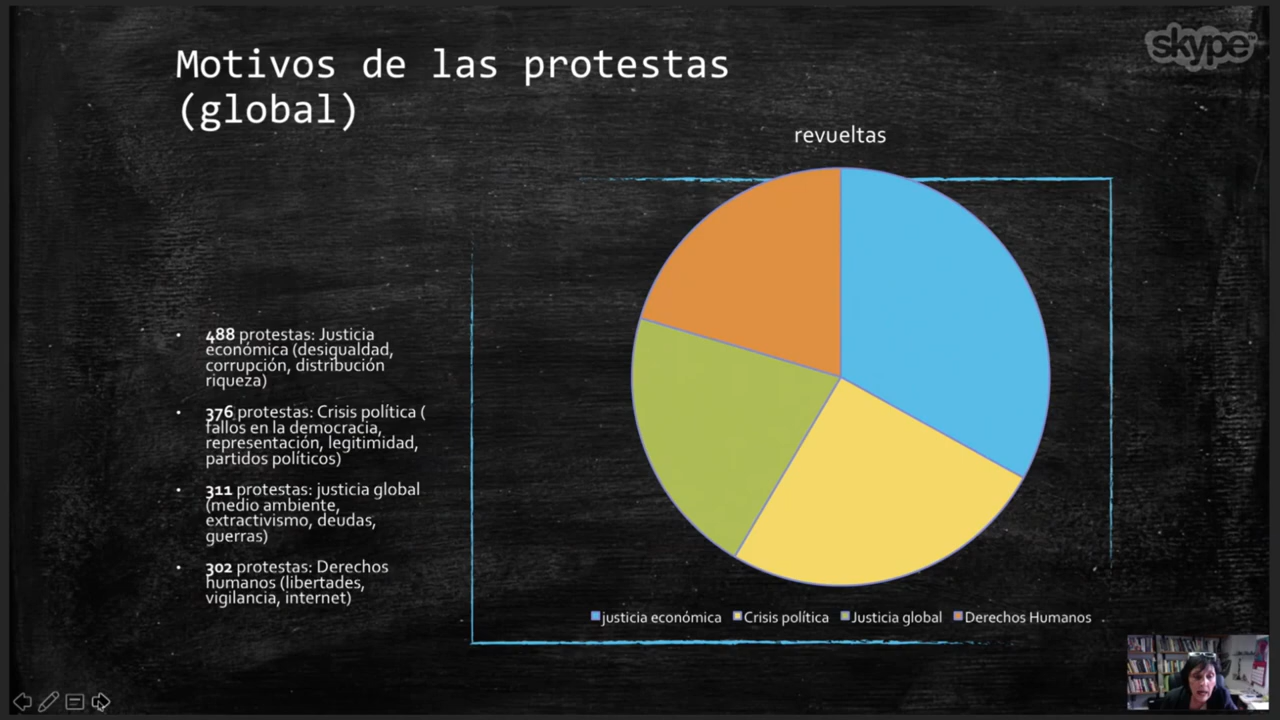 Motivos de las protestas
(global)
skype™
revueltas
• 488 protestas: Justicia
económica (desigualdad,
corrupción, distribución
riqueza)
• 376 protestas: Crisis política (
fallos en la democracia,
representación, legitimidad,
partidos políticos)
• 311 protestas: justicia global
(medio ambiente,
extractivismo, deudas,
guerras)
• 302 protestas: Derechos
humanos (libertades,
vigilancia, internet)
justicia económica Crisis política Justicia global Derechos Humanos